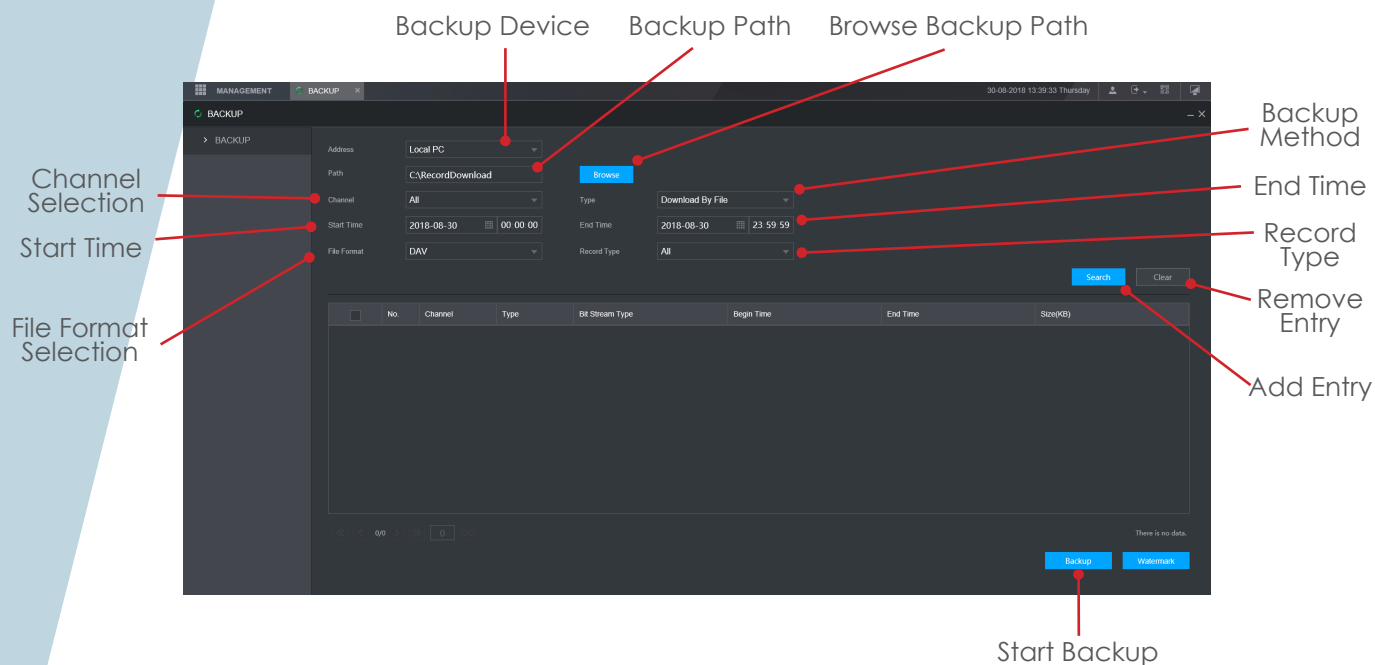 Backup Device
Backup Path
Browse Backup Path
MANAGEMENT
BACKUP ×
30-08-2018 13:39:33 Thursday
BACKUP
> BACKUP
Address
Local PC
Path
C:\RecordDownload
Browse
Channel
All
Type
Download By File
Start Time
2018-08-30
00:00:00
End Time
2018-08-30
23:59:59
File Format
DAV
Record Type
All
Search
Clear
No.
Channel
Type
Bit Stream Type
Begin Time
End Time
Size(KB)
0/0
0
There is no data.
Backup
Watermark
Channel
Selection
Start Time
File Format
Selection
Backup
Method
End Time
Record
Type
Remove
Entry
Add Entry
Start Backup